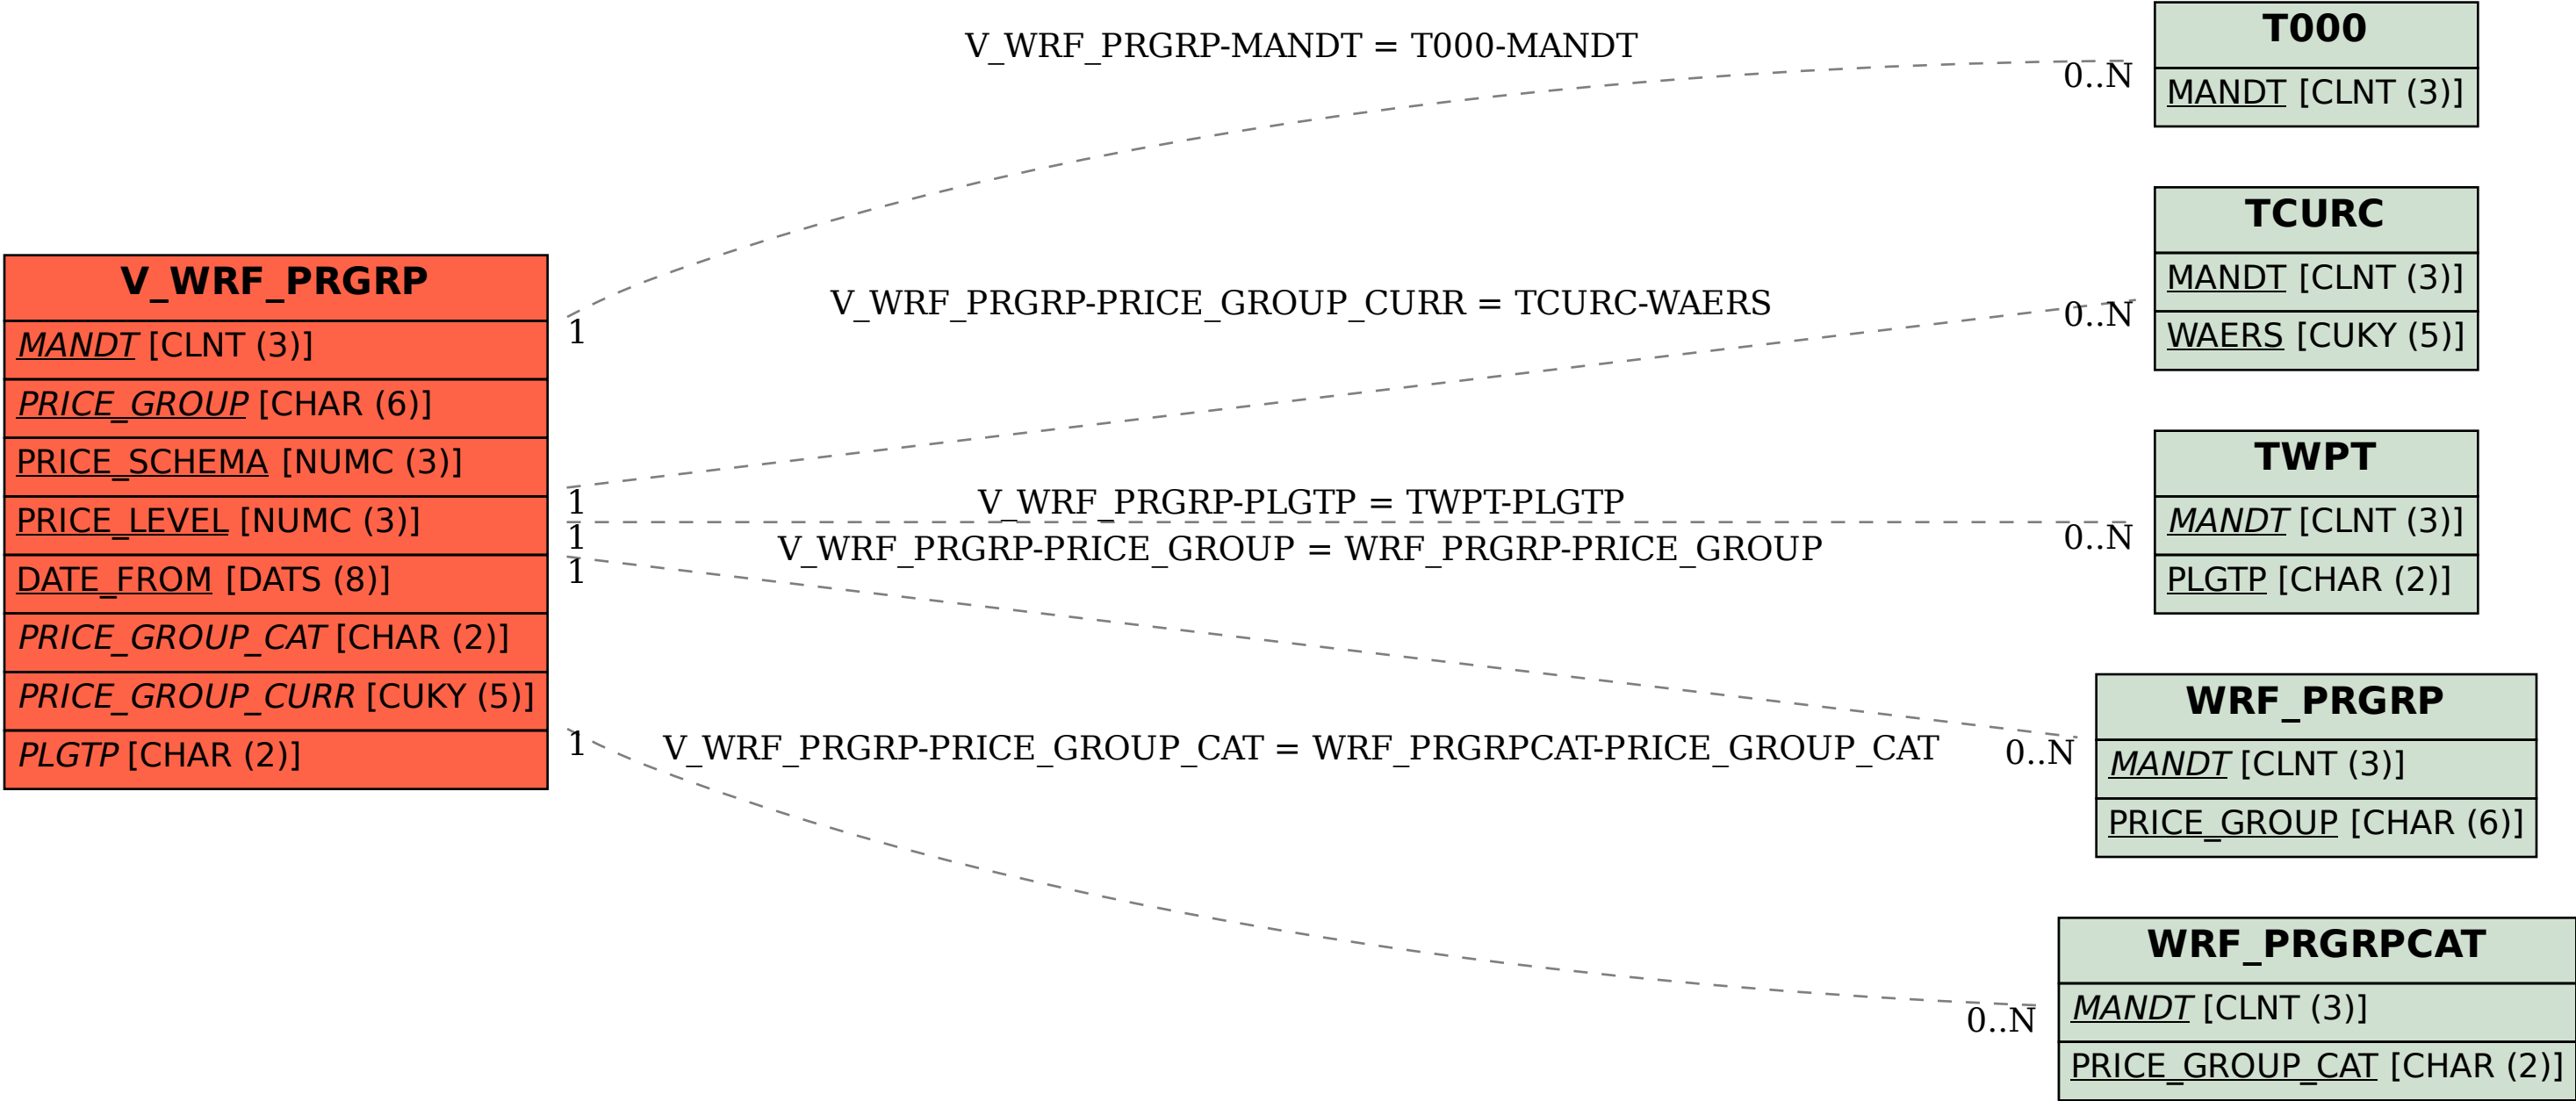 V_WRF_PRGRP
MANDT [CLNT (3)]
PRICE_GROUP [CHAR (6)]
PRICE_SCHEMA [NUMC (3)]
PRICE_LEVEL [NUMC (3)]
DATE_FROM [DATS (8)]
PRICE_GROUP_CAT [CHAR (2)]
PRICE_GROUP_CURR [CUKY (5)]
PLGTP [CHAR (2)]
V_WRF_PRGRP-MANDT = T000-MANDT
1
0..N
V_WRF_PRGRP-PRICE_GROUP_CURR = TCURC-WAERS
1
0..N
V_WRF_PRGRP-PLGTP = TWPT-PLGTP
1
0..N
V_WRF_PRGRP-PRICE_GROUP = WRF_PRGRP-PRICE_GROUP
1
0..N
V_WRF_PRGRP-PRICE_GROUP_CAT = WRF_PRGRPCAT-PRICE_GROUP_CAT
1
0..N
T000
MANDT [CLNT (3)]
TCURC
MANDT [CLNT (3)]
WAERS [CUKY (5)]
TWPT
MANDT [CLNT (3)]
PLGTP [CHAR (2)]
WRF_PRGRP
MANDT [CLNT (3)]
PRICE_GROUP [CHAR (6)]
WRF_PRGRPCAT
MANDT [CLNT (3)]
PRICE_GROUP_CAT [CHAR (2)]